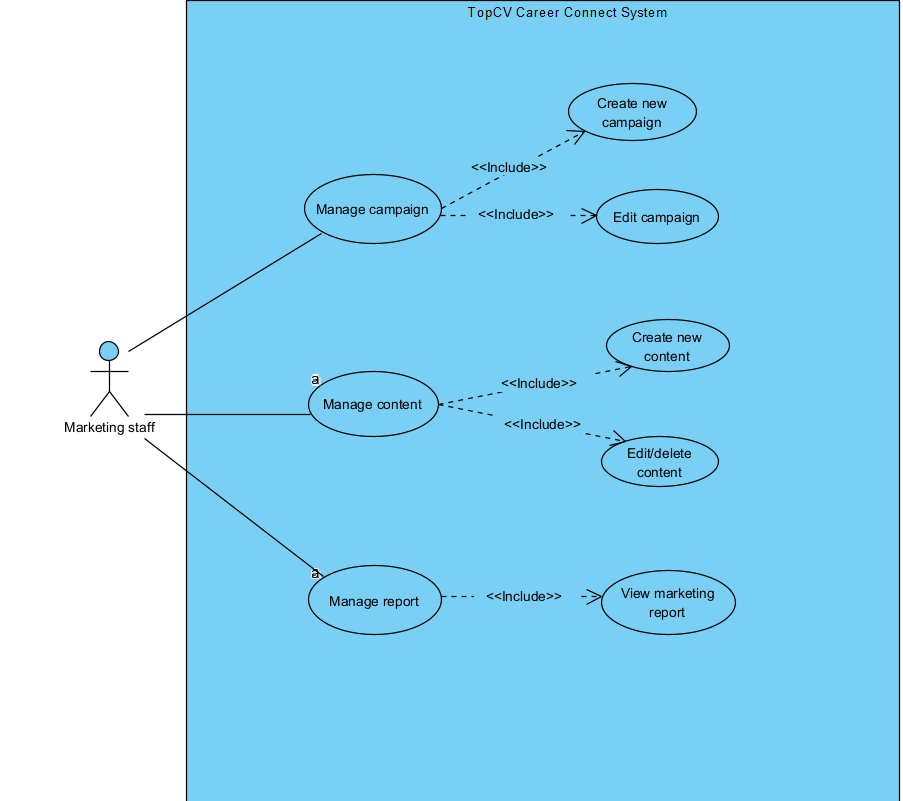 TopCV Career Connect System
Create new
campaign
<<Include>>
Manage campaign
<<Include>>
Edit campaign
Create new
content
a
<<Include>>
Manage content
<<Include>>
Marketing staff
Edit/delete
content
a
Manage report
<<Include>>
View marketing
report